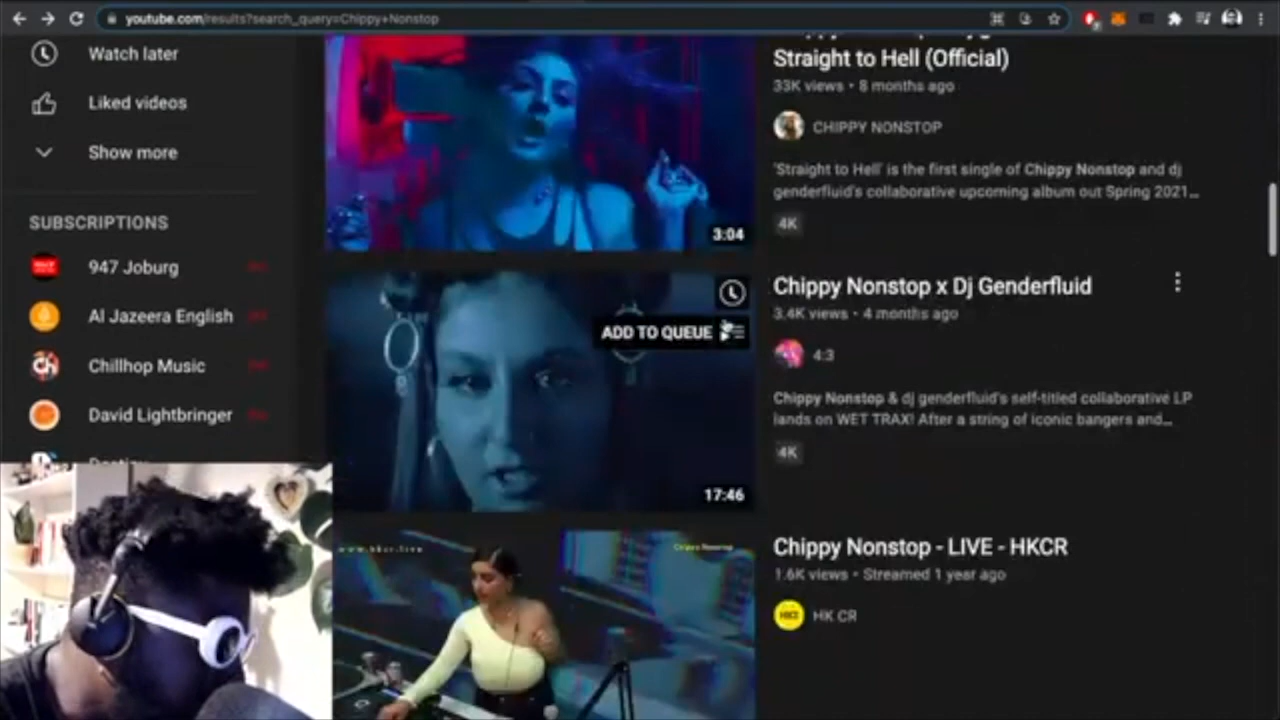 youtube.com/results?search_query=Chippy+Nonstop
Watch later
Liked videos
Show more
SUBSCRIPTIONS
947 Joburg
Al Jazeera English
Chillhop Music
David Lightbringer
3:04
ADD TO QUEUE
17:46
www.hkcr.live
Chippy Nonstop
Straight to Hell (Official)
33K views • 8 months ago
CHIPPY NONSTOP
'Straight to Hell' is the first single of Chippy Nonstop and dj
genderfluid's collaborative upcoming album out Spring 2021...
4K
Chippy Nonstop x Dj Genderfluid
3.4K views • 4 months ago
4:3
Chippy Nonstop & dj genderfluid's self-titled collaborative LP
lands on WET TRAX! After a string of iconic bangers and...
4K
Chippy Nonstop - LIVE - HKCR
1.6K views • Streamed 1 year ago
HK CR